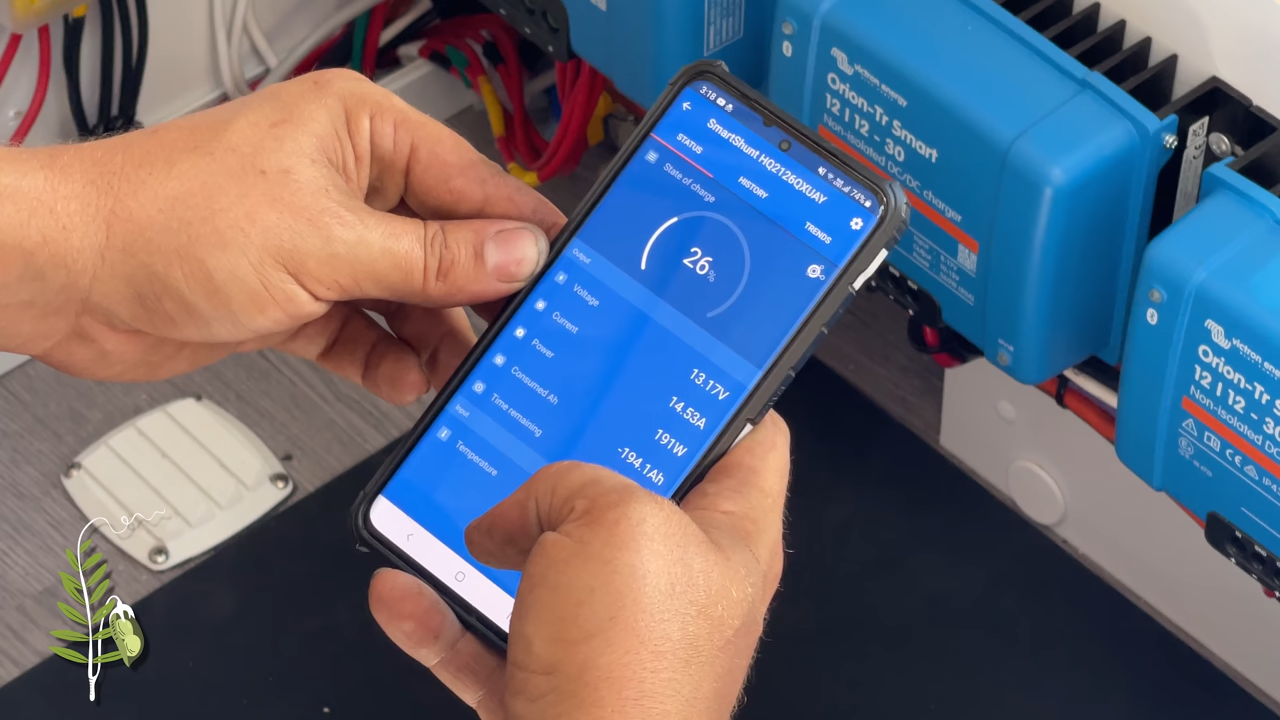 3:18
74%
SmartShunt HQ2126QXUAY
STATUS
HISTORY
TRENDS
State of charge
26%
Output
Voltage
13.17V
Current
14.53A
Power
191W
Consumed Ah
-194.1Ah
Time remaining
Input
Temperature
victron energy
Orion-Tr Smart
12 | 12 - 30
Non-isolated DC/DC charger
victron ene
Orion-Tr S
12 | 12 - 30
Non-isolated DC